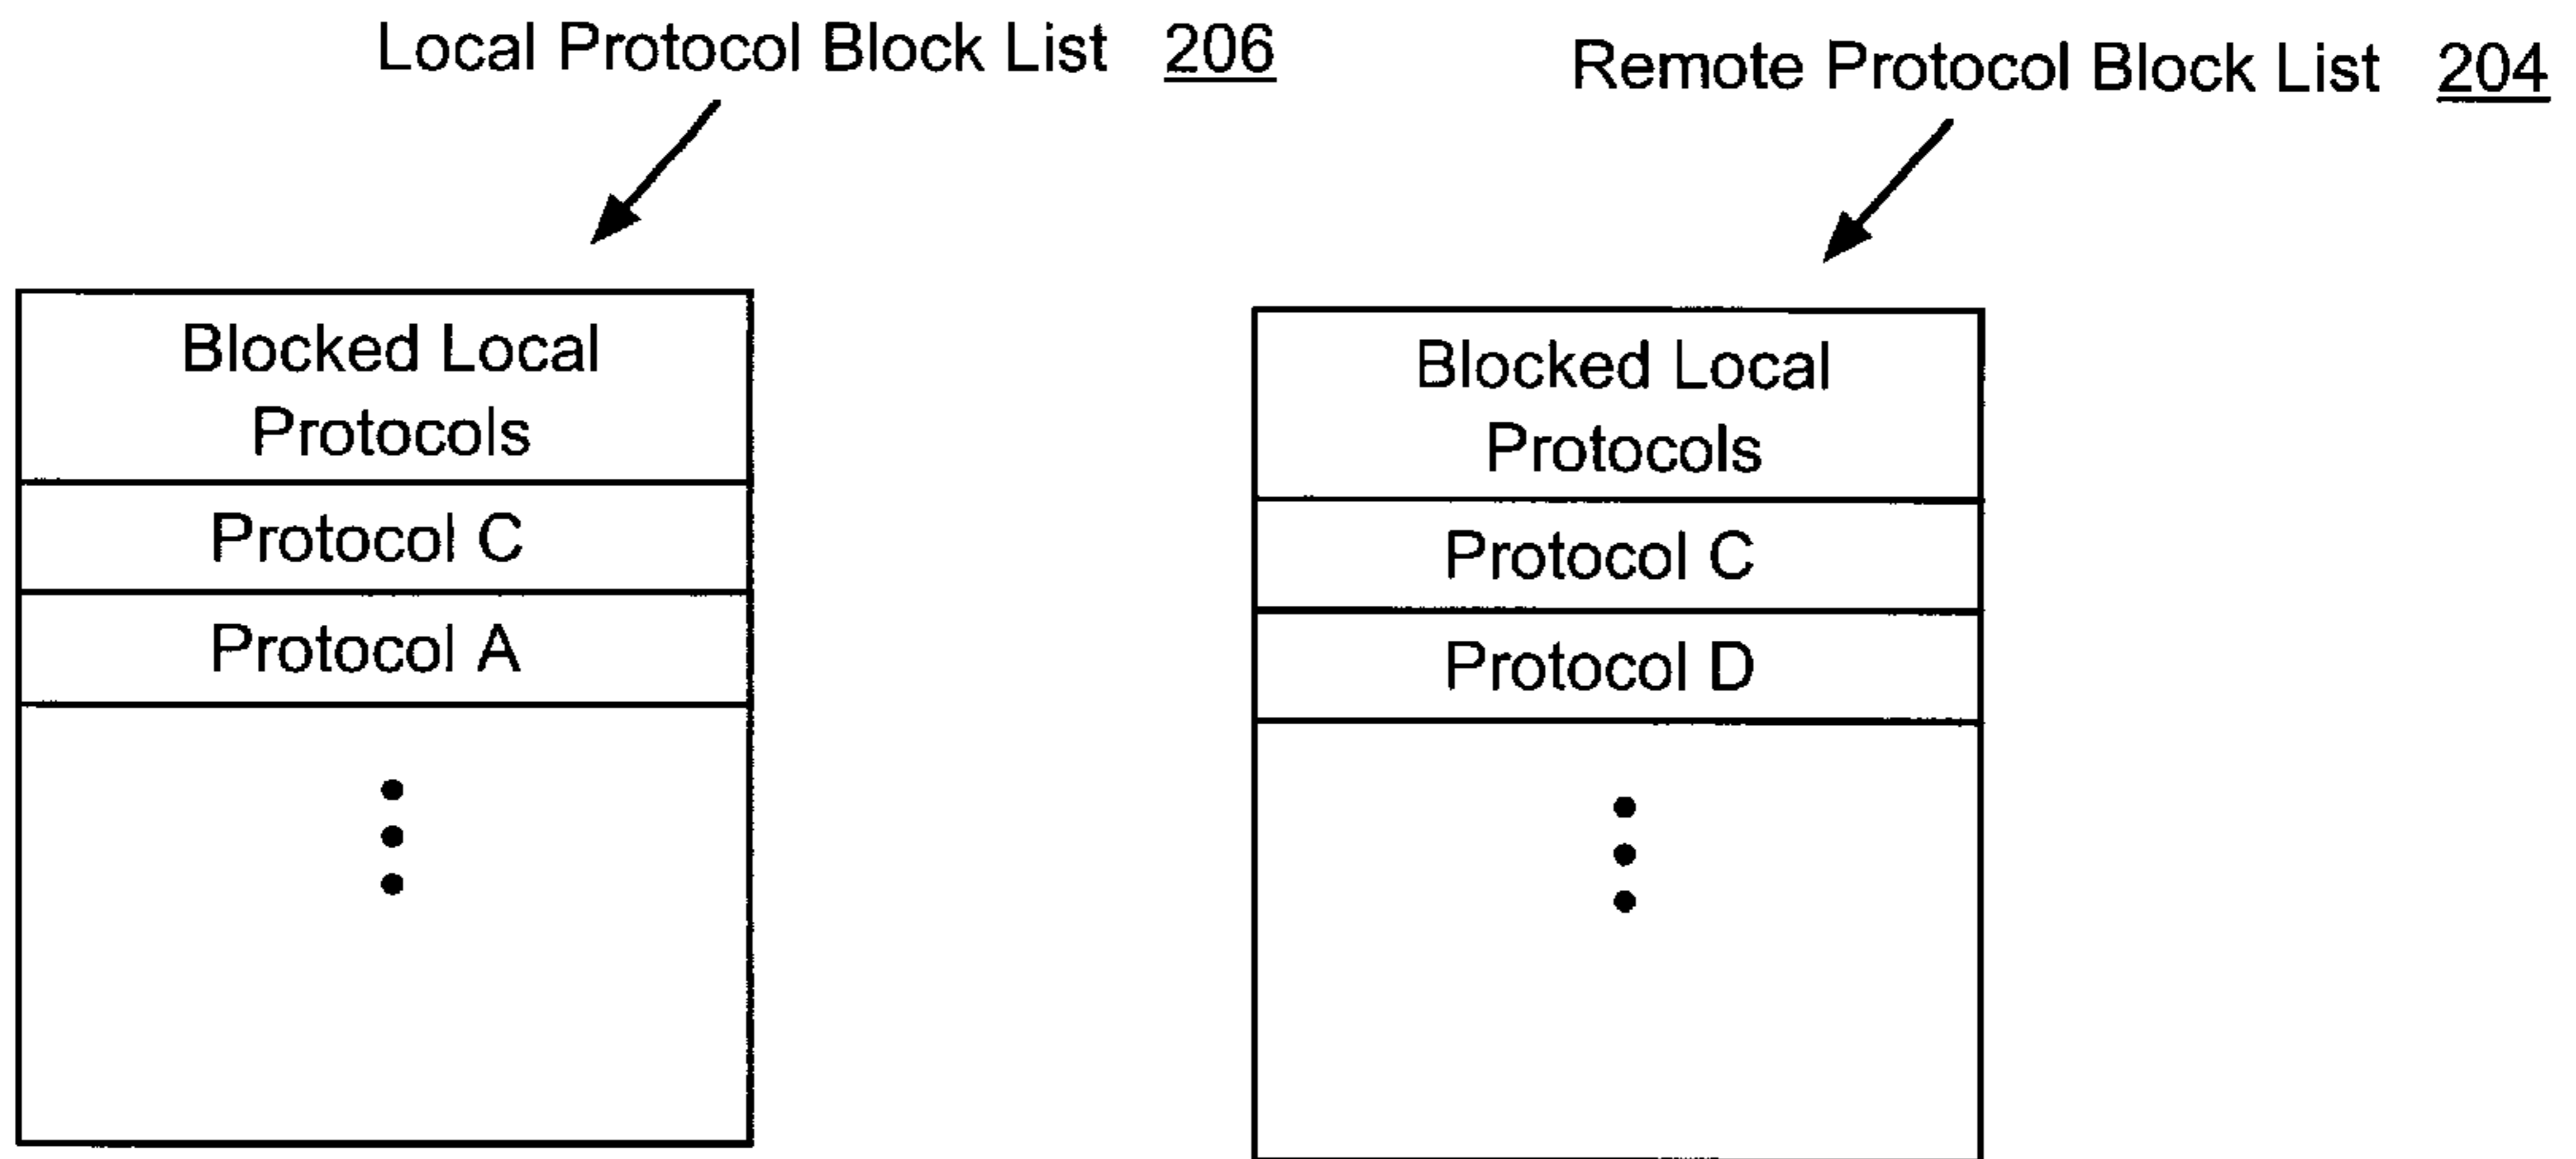 Local Protocol Block List 206
Remote Protocol Block List 204
Blocked Local
Protocols
Protocol C
Protocol A
Blocked Local
Protocols
Protocol C
Protocol D